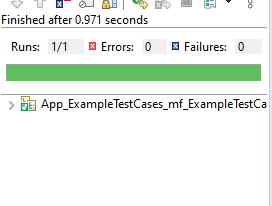 Finished after 0.971 seconds
Runs: 1/1 Errors: 0 Failures: 0
App_ExampleTestCases_mf_ExampleTestCa